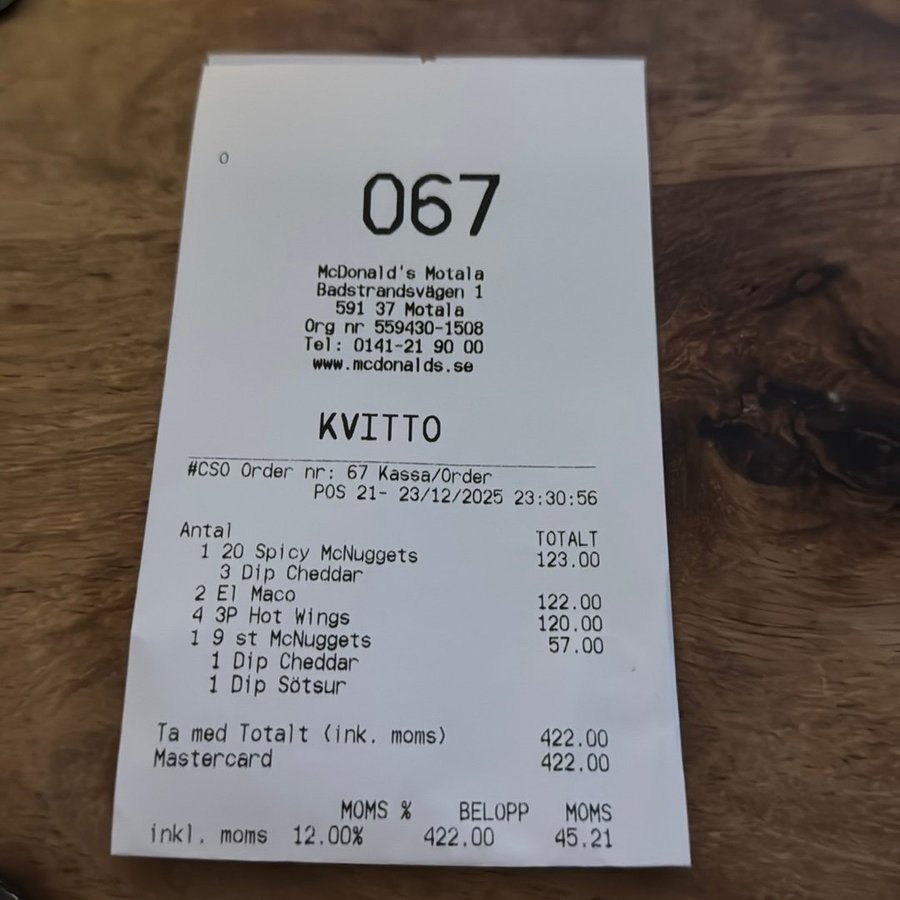 0
067
McDonald's Motala
Badstrandsvägen 1
591 37 Motala
Org nr 559430-1508
Tel: 0141-21 90 00
www.mcdonalds.se
KVITTO
#CSO Order nr: 67 Kassa/Order
POS 21- 23/12/2025 23:30:56
Antal TOTALT
1 20 Spicy McNuggets 123.00
3 Dip Cheddar
2 El Maco 122.00
4 3P Hot Wings 120.00
1 9 st McNuggets 57.00
1 Dip Cheddar
1 Dip Sötsur
Ta med Totalt (ink. moms) 422.00
Mastercard 422.00
MOMS % BELOPP MOMS
inkl. moms 12.00% 422.00 45.21